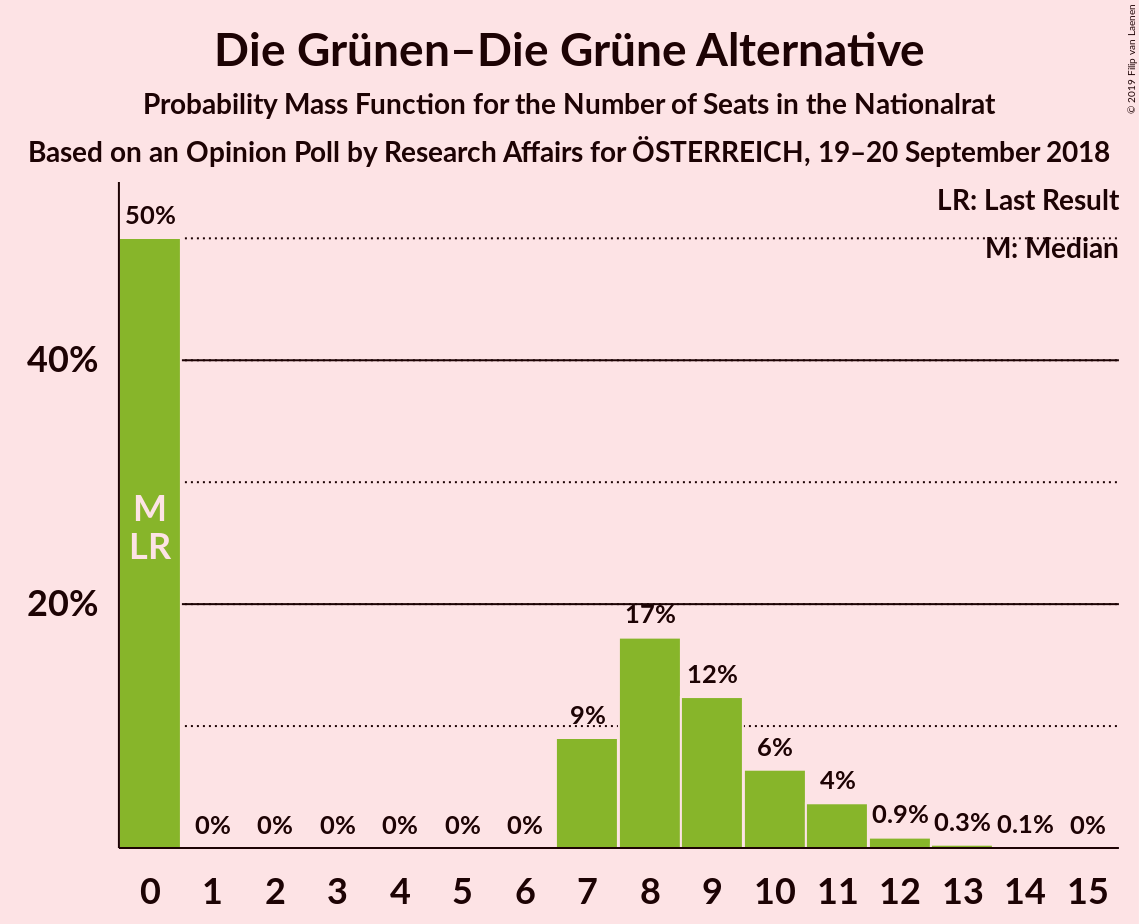 Die Grünen–Die Grüne Alternative
Probability Mass Function for the Number of Seats in the Nationalrat
Based on an Opinion Poll by Research Affairs for ÖSTERREICH, 19–20 September 2018
© 2019 Filip van Laenen
LR: Last Result
M: Median
50%
40%
20%
M
LR
0% 0% 0% 0% 0% 0% 9% 17% 12% 6% 4% 0.9% 0.3% 0.1% 0%
0 1 2 3 4 5 6 7 8 9 10 11 12 13 14 15